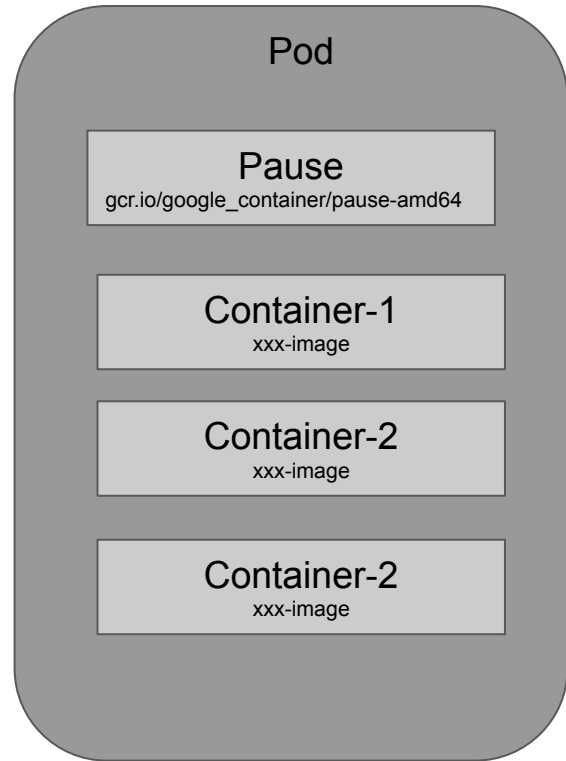 Pod
Pause
gcr.io/google_container/pause-amd64
Container-1
xxx-image
Container-2
xxx-image
Container-2
xxx-image